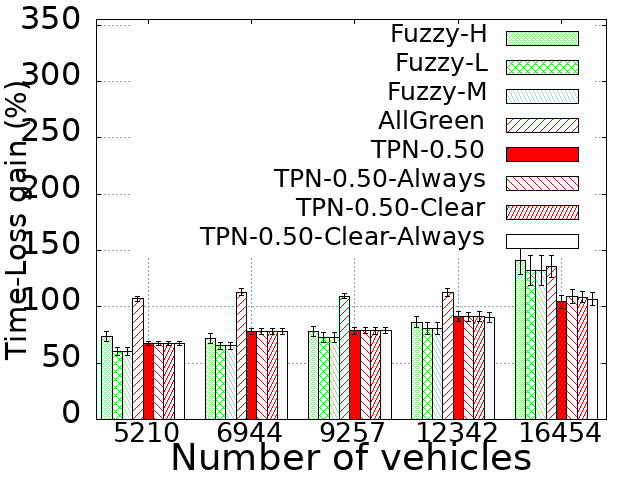 350
300
250
200
150
100
50
0
Time-Loss gain (%)
Fuzzy-H
Fuzzy-L
Fuzzy-M
AllGreen
TPN-0.50
TPN-0.50-Always
TPN-0.50-Clear
TPN-0.50-Clear-Always
5210 6944 9257 12342 16454
Number of vehicles